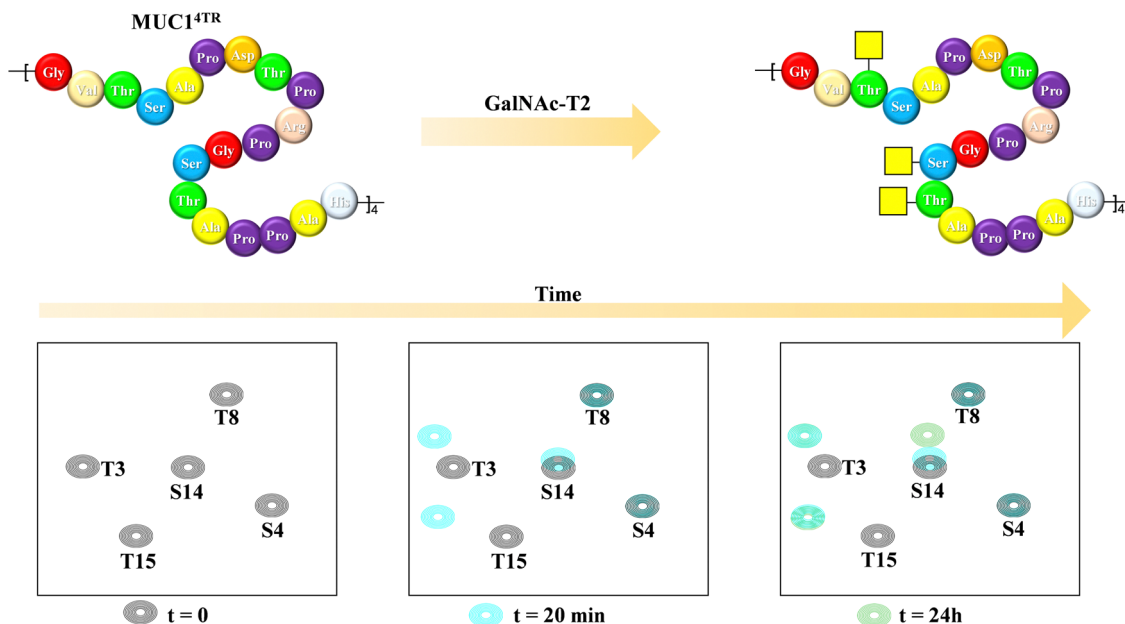 MUC1⁴ᵀᴿ
Gly Val Thr Ser Ala Pro Asp Thr Pro
Arg
Pro
Gly
Ser
Thr
Ala
Pro
Pro
Ala
His
]4
GalNAc-T2
Gly Val Thr Ser Ala Pro Asp Thr Pro
Arg
Pro
Gly
Ser
Thr
Ala
Pro
Pro
Ala
His
]4
Time
T8
T3
S14
S4
T15
t = 0
T8
T3
S14
S4
T15
t = 20 min
T8
T3
S14
S4
T15
t = 24h